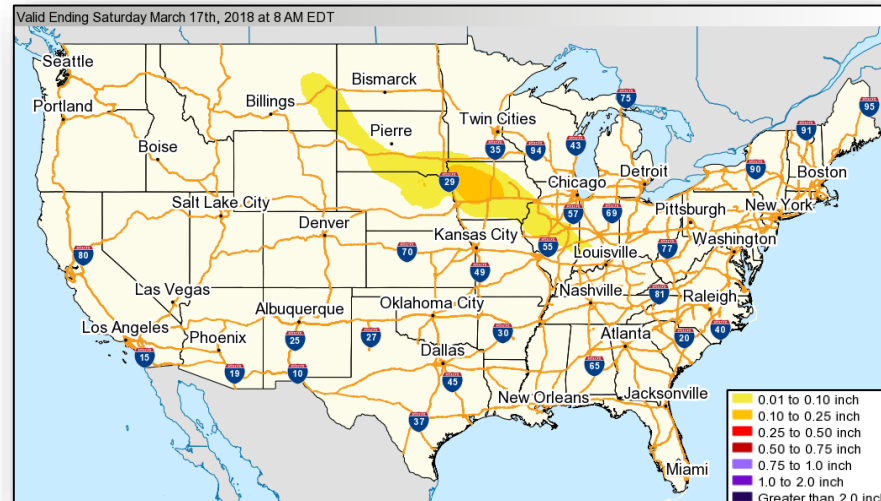 Valid Ending Saturday March 17th, 2018 at 8 AM EDT
Seattle
75
Bismarck
95
Portland
Billings
Twin Cities
91
Pierre
35
94
43
Boise
90
Boston
Detroit
29
Chicago
Salt Lake City
57
69
Pittsburgh
New York
Denver
Kansas City
Washington
80
70
55
77
Louisville
49
Las Vegas
Nashville
81
Raleigh
Albuquerque
Oklahoma City
Los Angeles
Phoenix
25
27
30
Atlanta
20
40
15
Dallas
65
19
10
45
New Orleans
Jacksonville
37
Miami
0.01 to 0.10 inch
0.10 to 0.25 inch
0.25 to 0.50 inch
0.50 to 0.75 inch
0.75 to 1.0 inch
1.0 to 2.0 inch
Greater than 2.0 inch